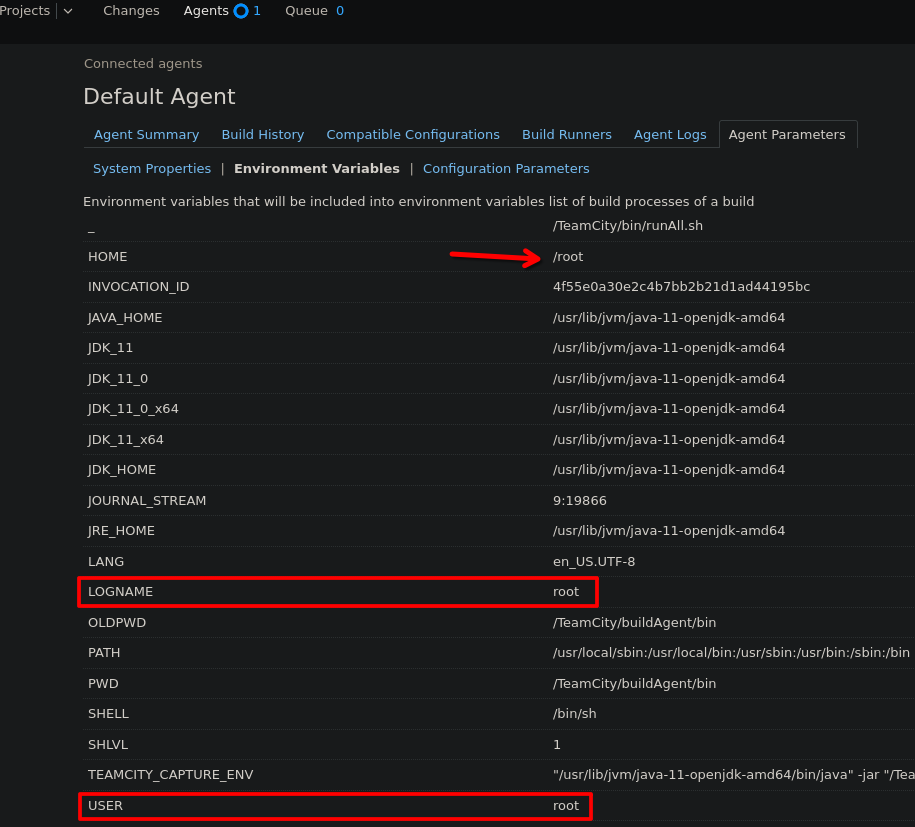 Projects Changes Agents 1 Queue 0
Connected agents
Default Agent
Agent Summary Build History Compatible Configurations Build Runners Agent Logs Agent Parameters
System Properties | Environment Variables | Configuration Parameters
Environment variables that will be included into environment variables list of build processes of a build
_ /TeamCity/bin/runAll.sh
HOME /root
INVOCATION_ID 4f55e0a30e2c4b7bb2b21d1ad44195bc
JAVA_HOME /usr/lib/jvm/java-11-openjdk-amd64
JDK_11 /usr/lib/jvm/java-11-openjdk-amd64
JDK_11_0 /usr/lib/jvm/java-11-openjdk-amd64
JDK_11_0_x64 /usr/lib/jvm/java-11-openjdk-amd64
JDK_11_x64 /usr/lib/jvm/java-11-openjdk-amd64
JDK_HOME /usr/lib/jvm/java-11-openjdk-amd64
JOURNAL_STREAM 9:19866
JRE_HOME /usr/lib/jvm/java-11-openjdk-amd64
LANG en_US.UTF-8
LOGNAME root
OLDPWD /TeamCity/buildAgent/bin
PATH /usr/local/sbin:/usr/local/bin:/usr/sbin:/usr/bin:/sbin:/bin
PWD /TeamCity/buildAgent/bin
SHELL /bin/sh
SHLVL 1
TEAMCITY_CAPTURE_ENV "/usr/lib/jvm/java-11-openjdk-amd64/bin/java" -jar "/Tea
USER root